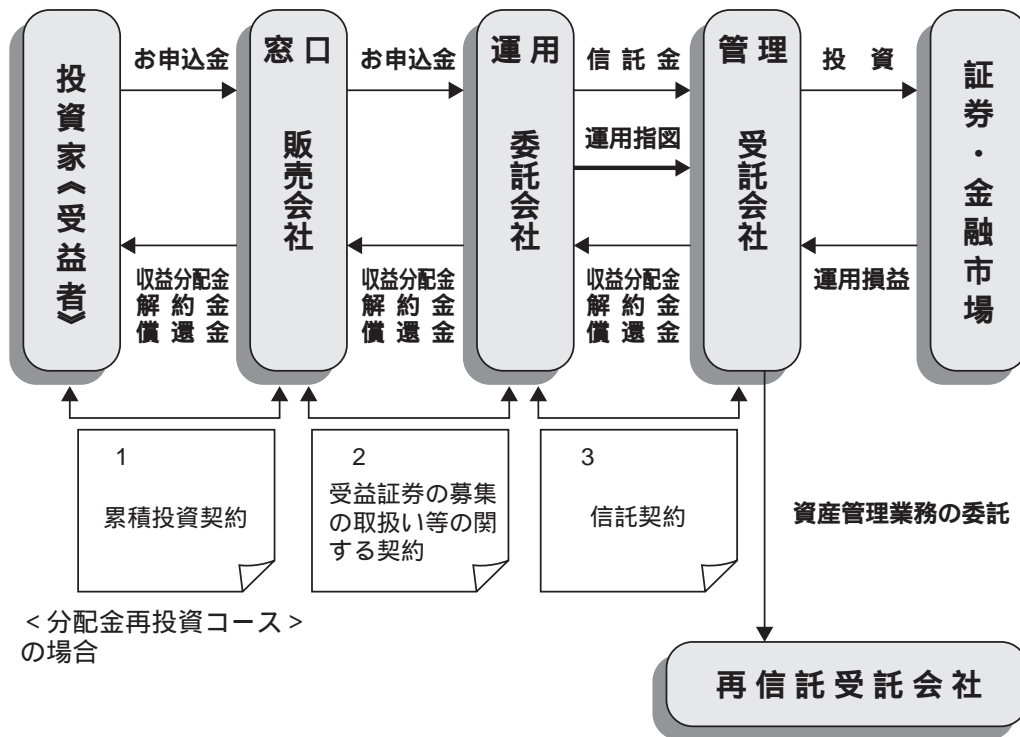 投資家《受益者》
お申込金
収益分配金
解約金
償還金
窓口
販売会社
お申込金
収益分配金
解約金
償還金
運用
委託会社
信託金
運用指図
収益分配金
解約金
償還金
管理
受託会社
投資
運用損益
証券・金融市場
1
累積投資契約
2
受益証券の募集
の取扱い等の関
する契約
3
信託契約
資産管理業務の委託
<分配金再投資コース>
の場合
再信託受託会社